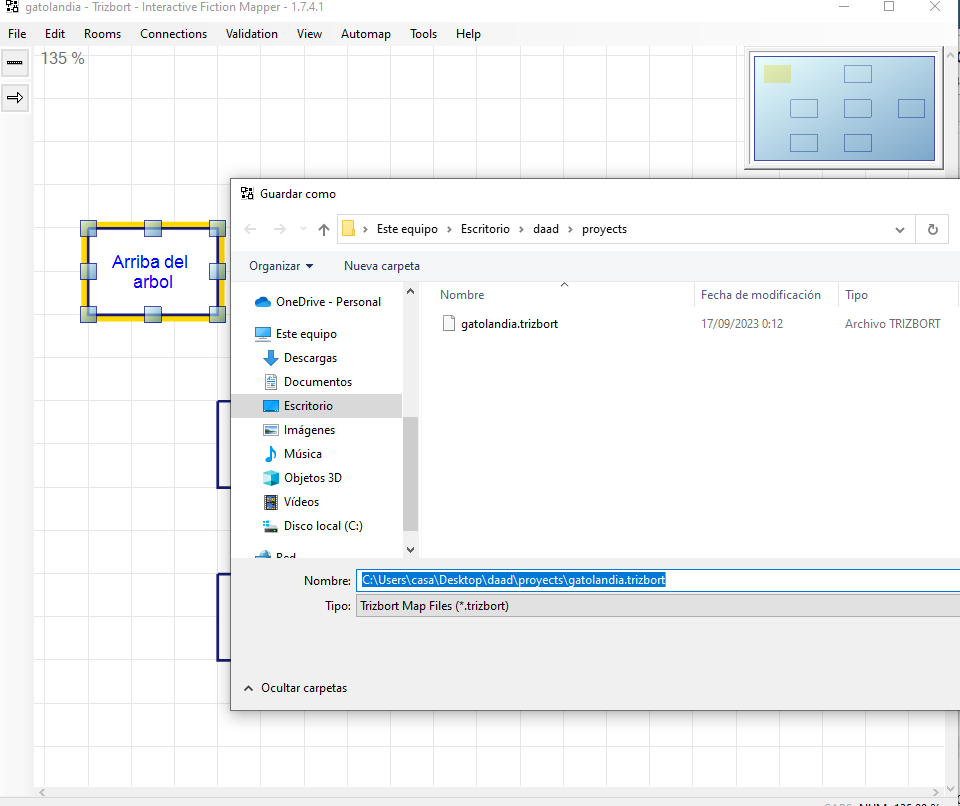 gatolandia - Trizbort - Interactive Fiction Mapper - 1.7.4.1
File Edit Rooms Connections Validation View Automap Tools Help
135 %
Guardar como
Este equipo Escritorio daad proyects
Organizar Nueva carpeta
Nombre Fecha de modificación Tipo
OneDrive - Personal
gatolandia.trizbort 17/09/2023 0:12 Archivo TRIZBORT
Este equipo
Descargas
Documentos
Escritorio
Imágenes
Música
Objetos 3D
Vídeos
Disco local (C:)
Red
Arriba del
arbol
Nombre: C:\Users\casa\Desktop\daad\proyects\gatolandia.trizbort
Tipo: Trizbort Map Files (*.trizbort)
Ocultar carpetas